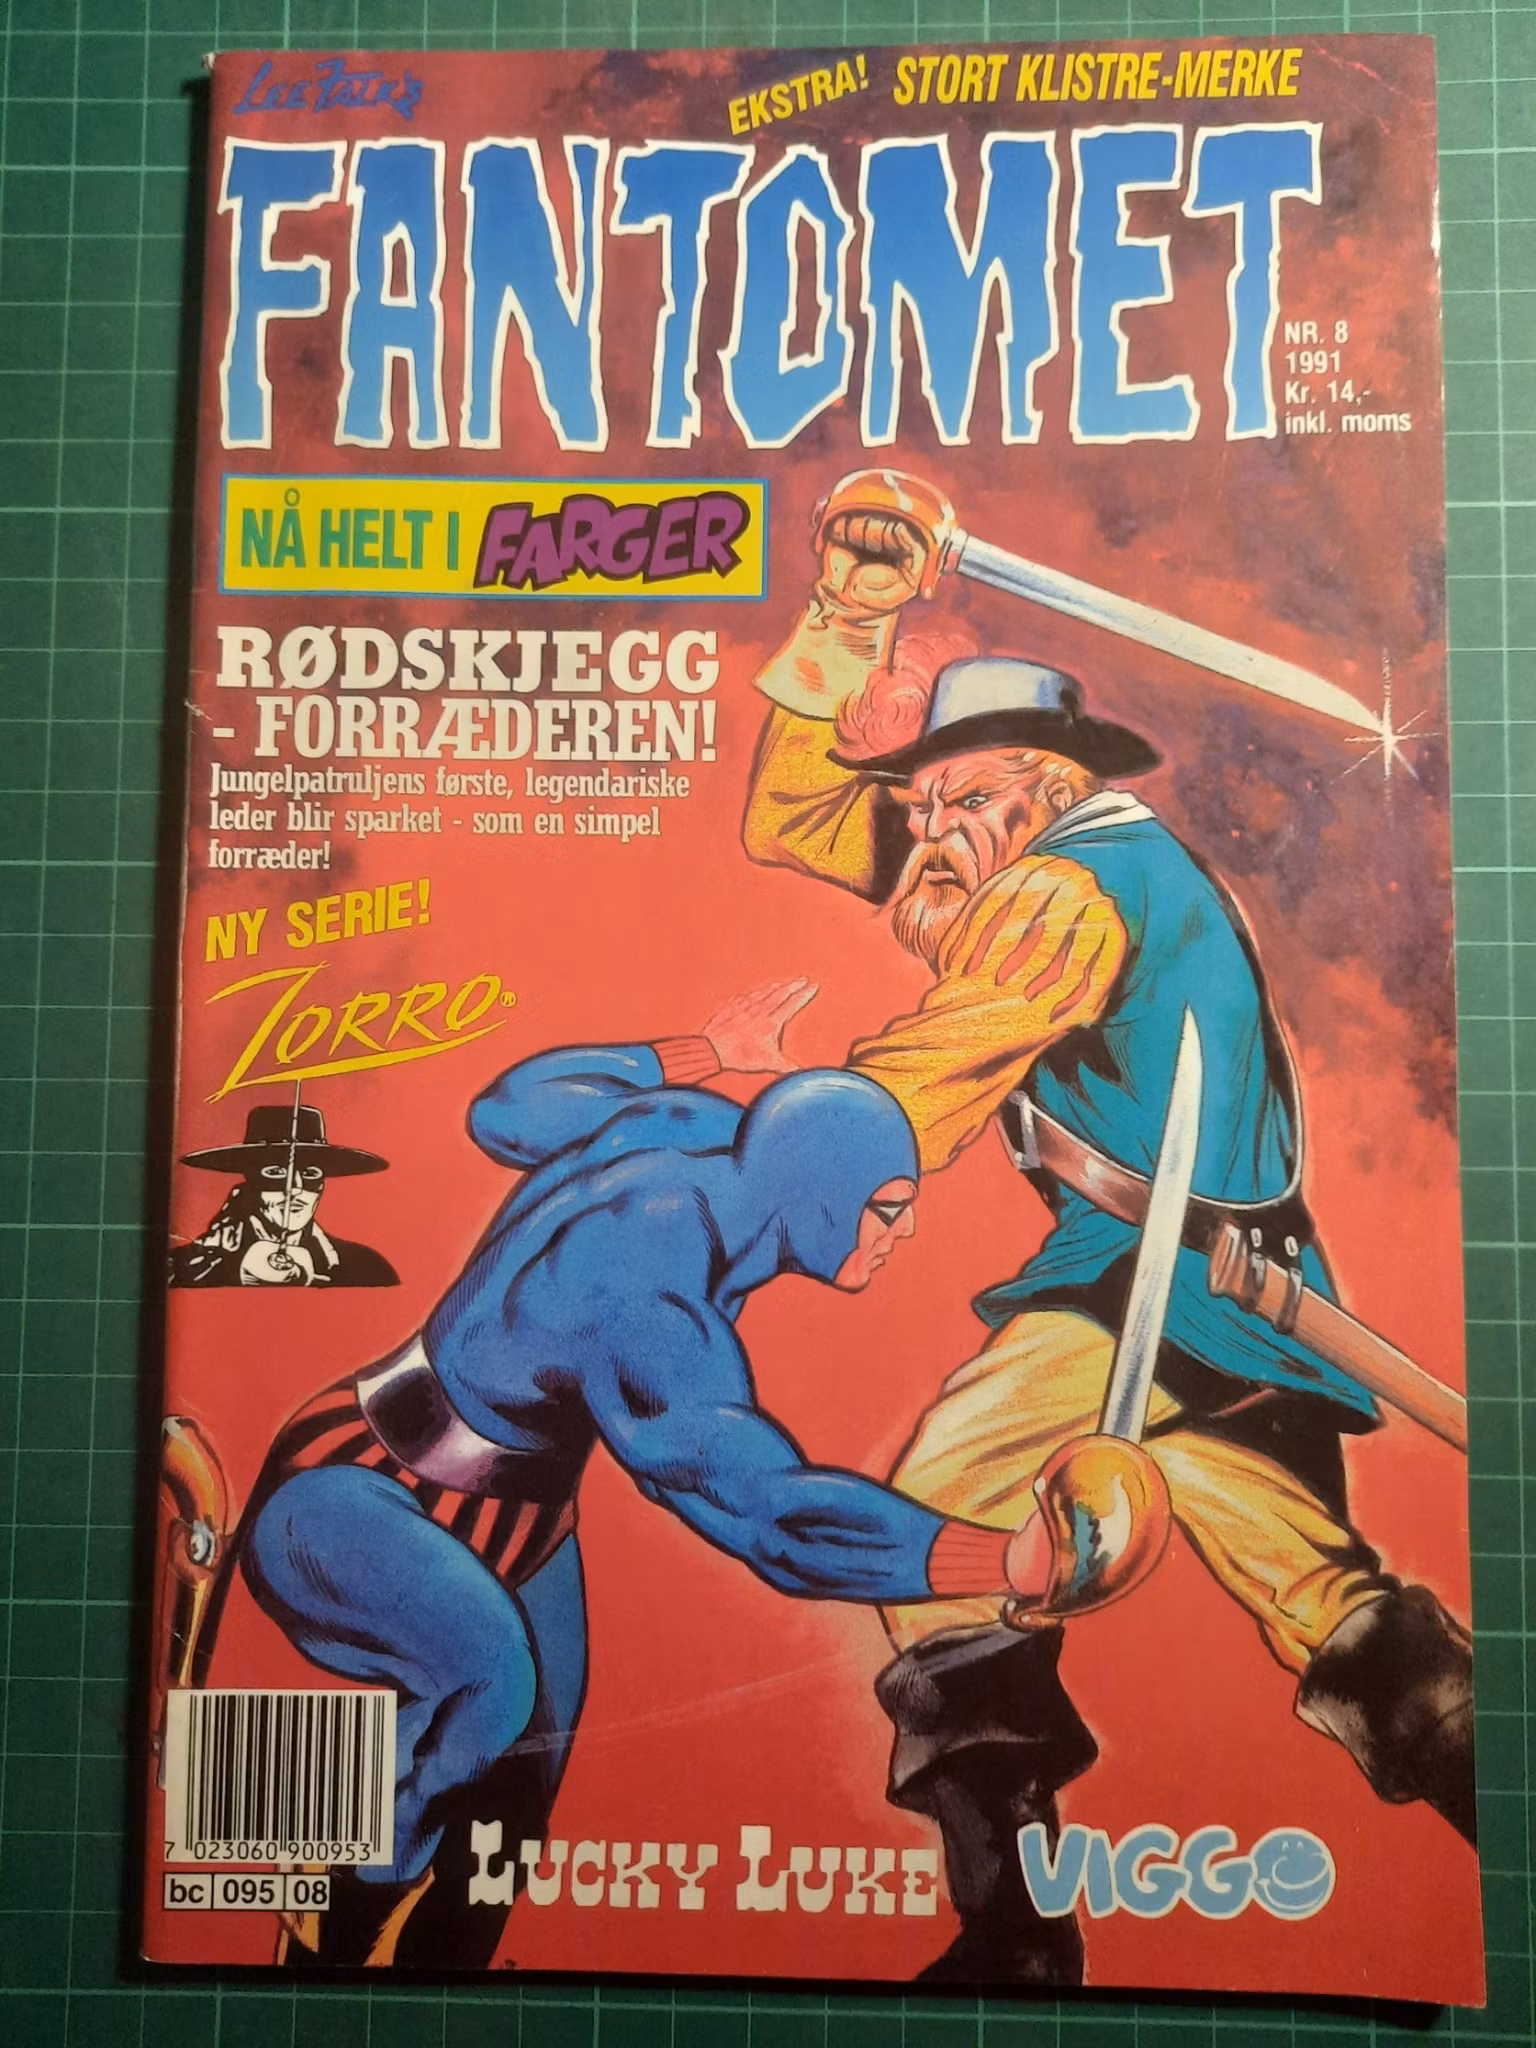 Lee Falk's
EKSTRA! STORT KLISTRE-MERKE
FANTOMET
NR. 8
1991
Kr. 14,-
inkl. moms
NÅ HELT I FARGER
RØDSKJEGG
- FORRÆDEREN!
Jungelpatruljens første, legendariske
leder blir sparket - som en simpel
forræder!
NY SERIE!
ZORRO®
7 023060 900953
bc 095 08
LUCKY LUKE
VIGGO